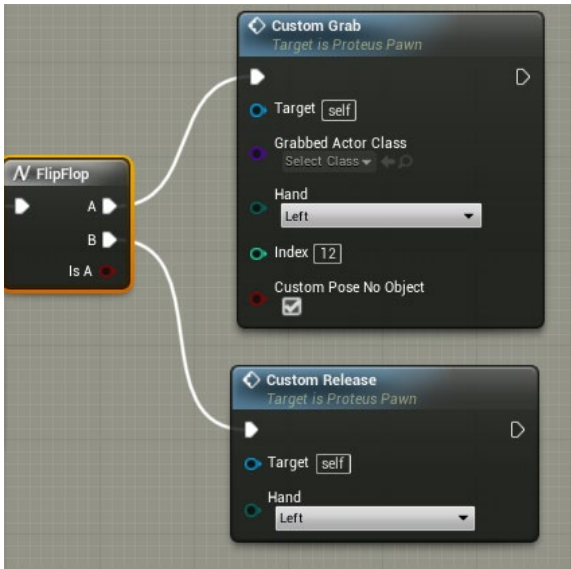 FlipFlop
A
B
Is A
Custom Grab
Target is Proteus Pawn
Target self
Grabbed Actor Class
Select Class
Hand
Left
Index 12
Custom Pose No Object
Custom Release
Target is Proteus Pawn
Target self
Hand
Left